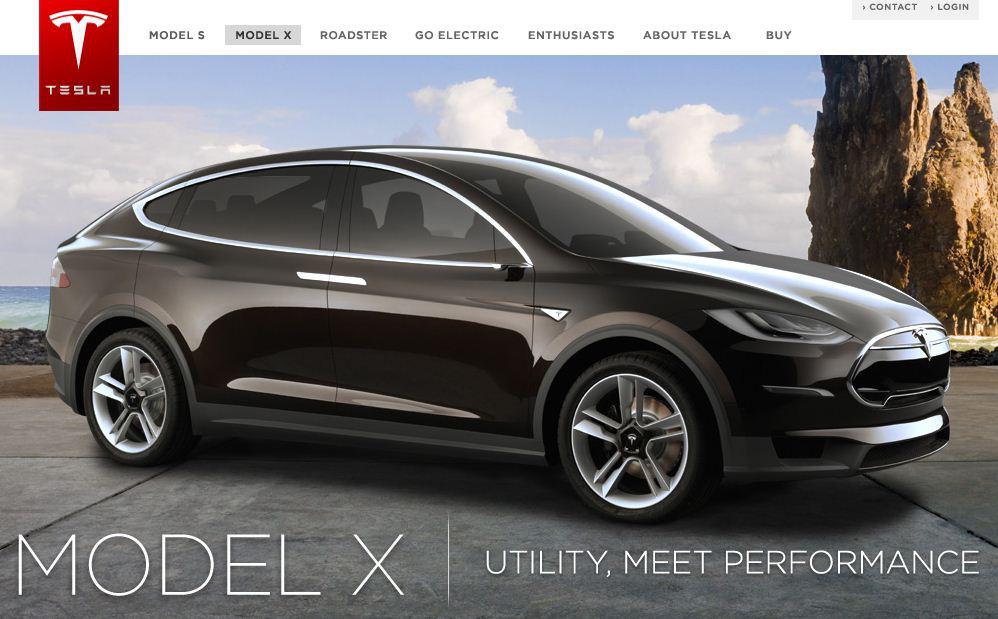 › CONTACT › LOGIN
TESLA
MODEL S MODEL X ROADSTER GO ELECTRIC ENTHUSIASTS ABOUT TESLA BUY
MODEL X
UTILITY, MEET PERFORMANCE